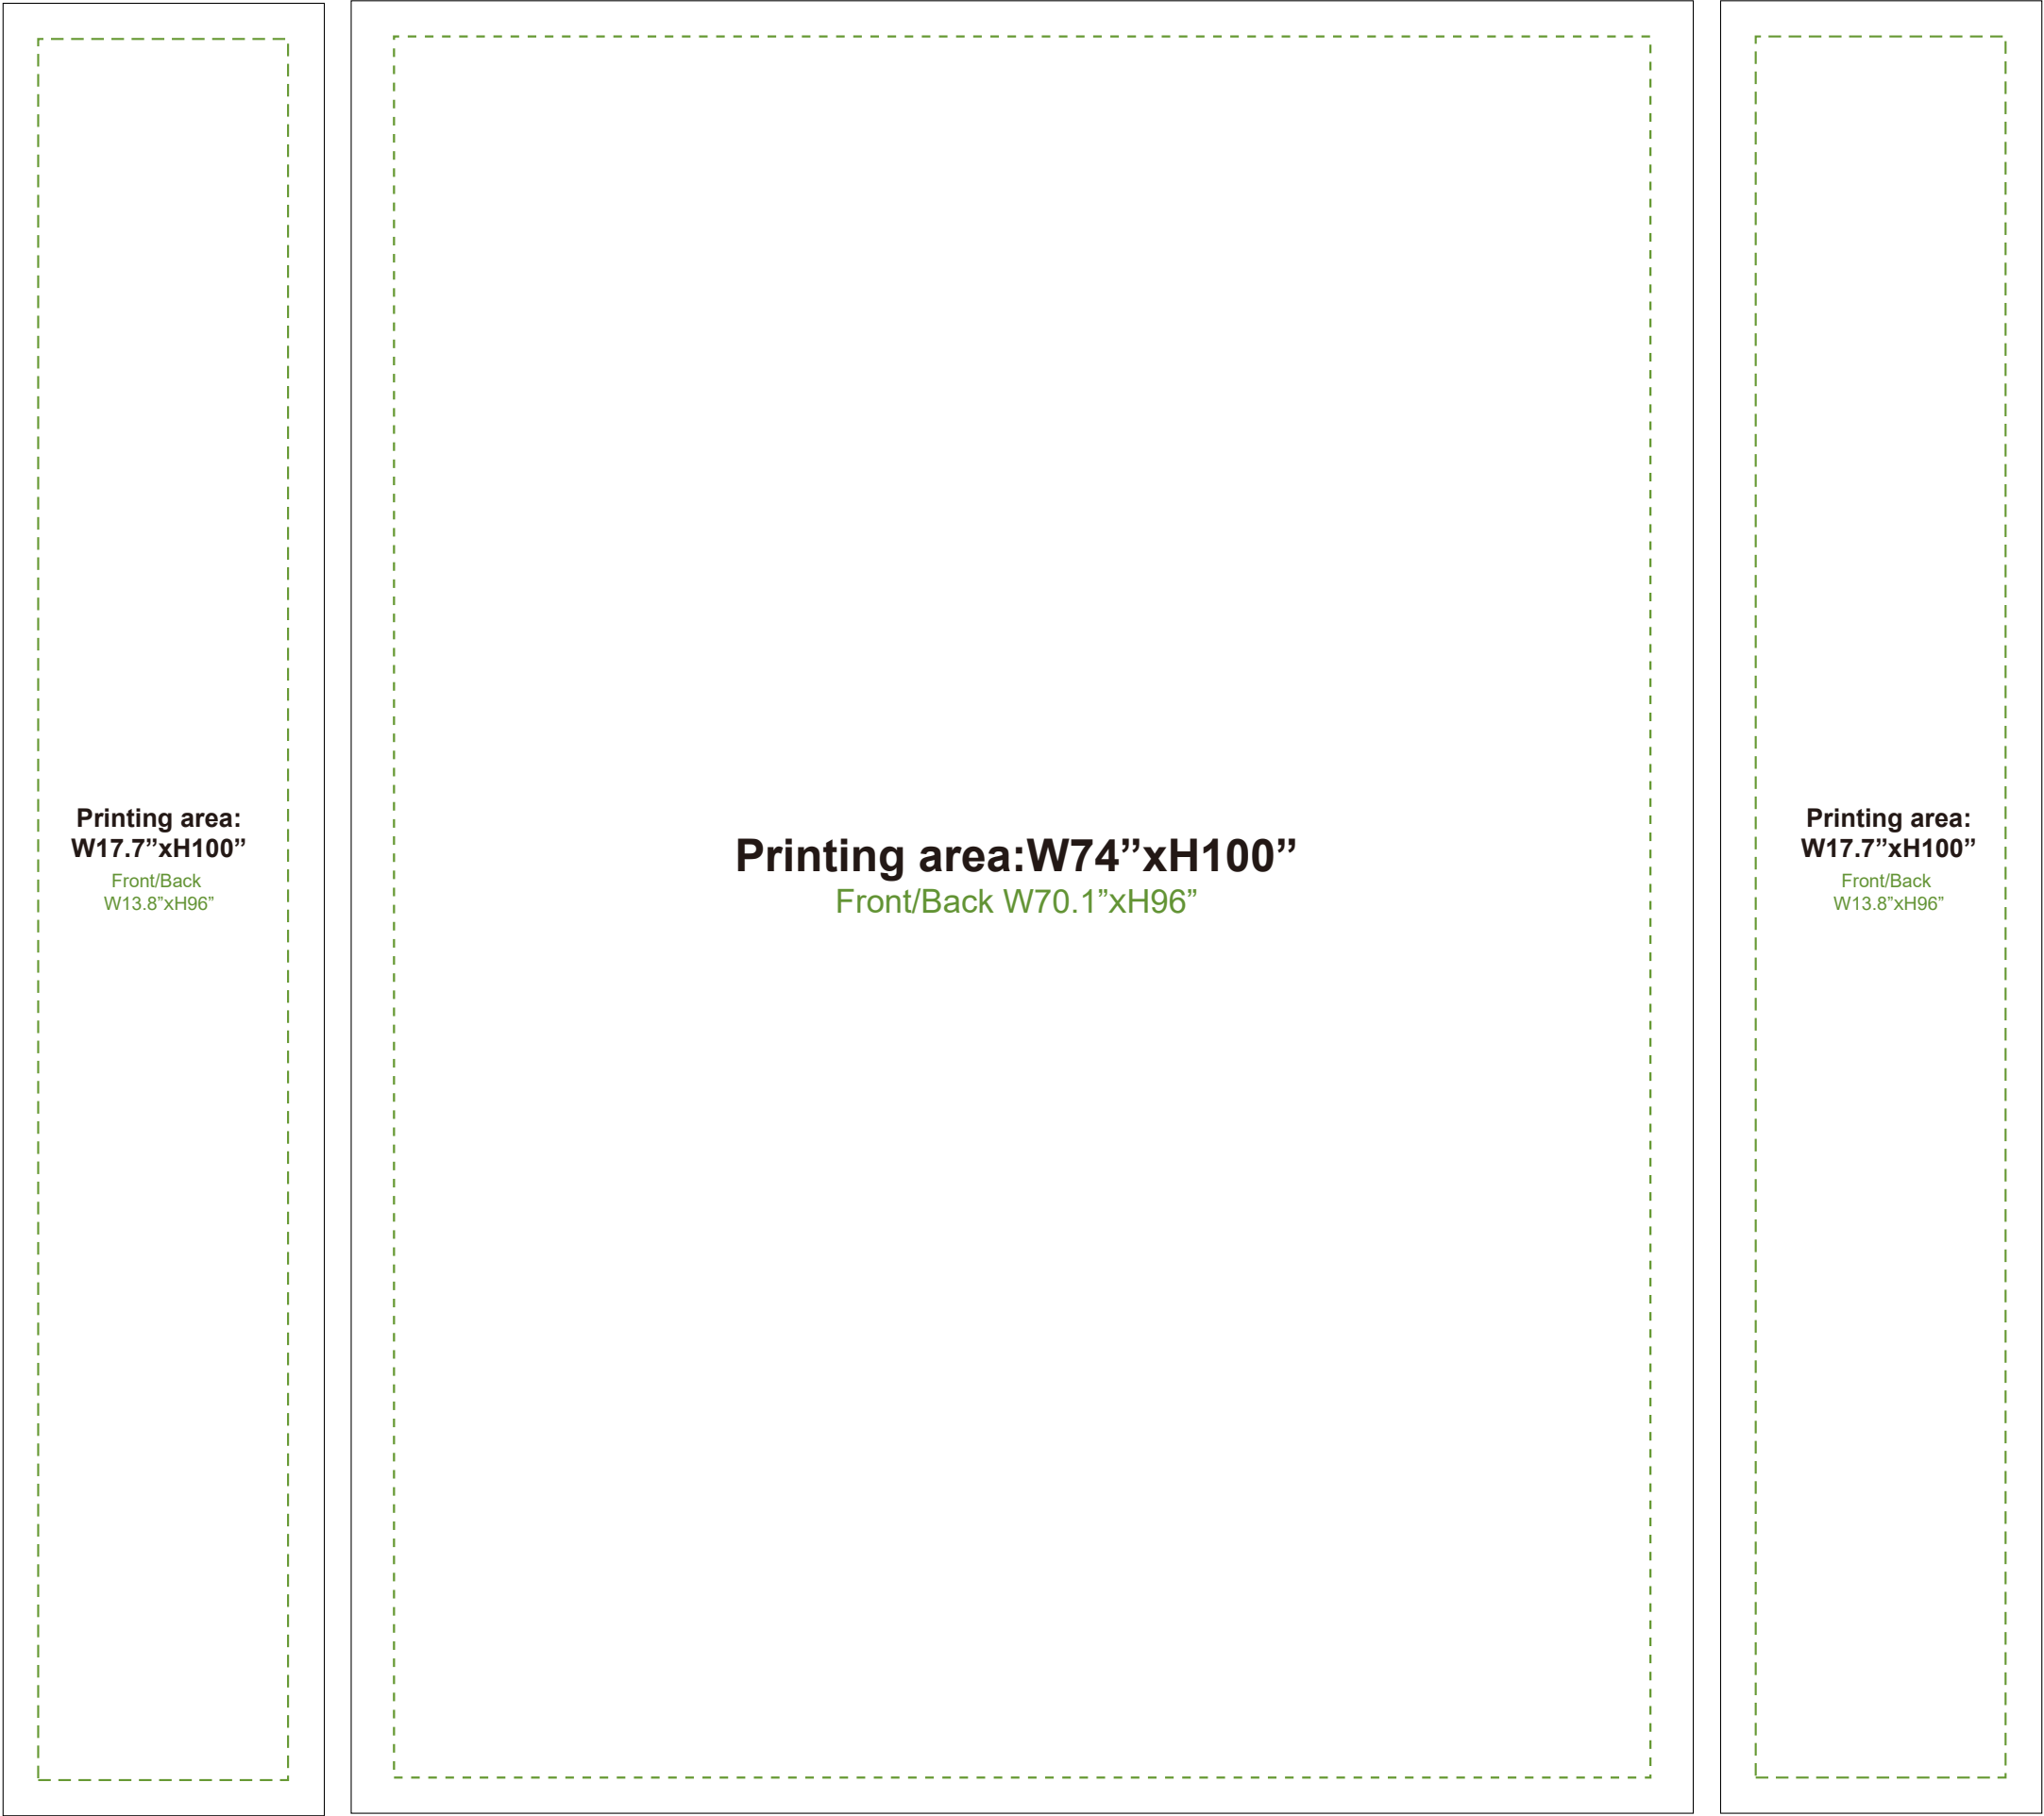 Printing area:
W17.7”xH100”
Front/Back
W13.8”xH96”
Printing area:W74”xH100”
Front/Back W70.1”xH96”
Printing area:
W17.7”xH100”
Front/Back
W13.8”xH96”